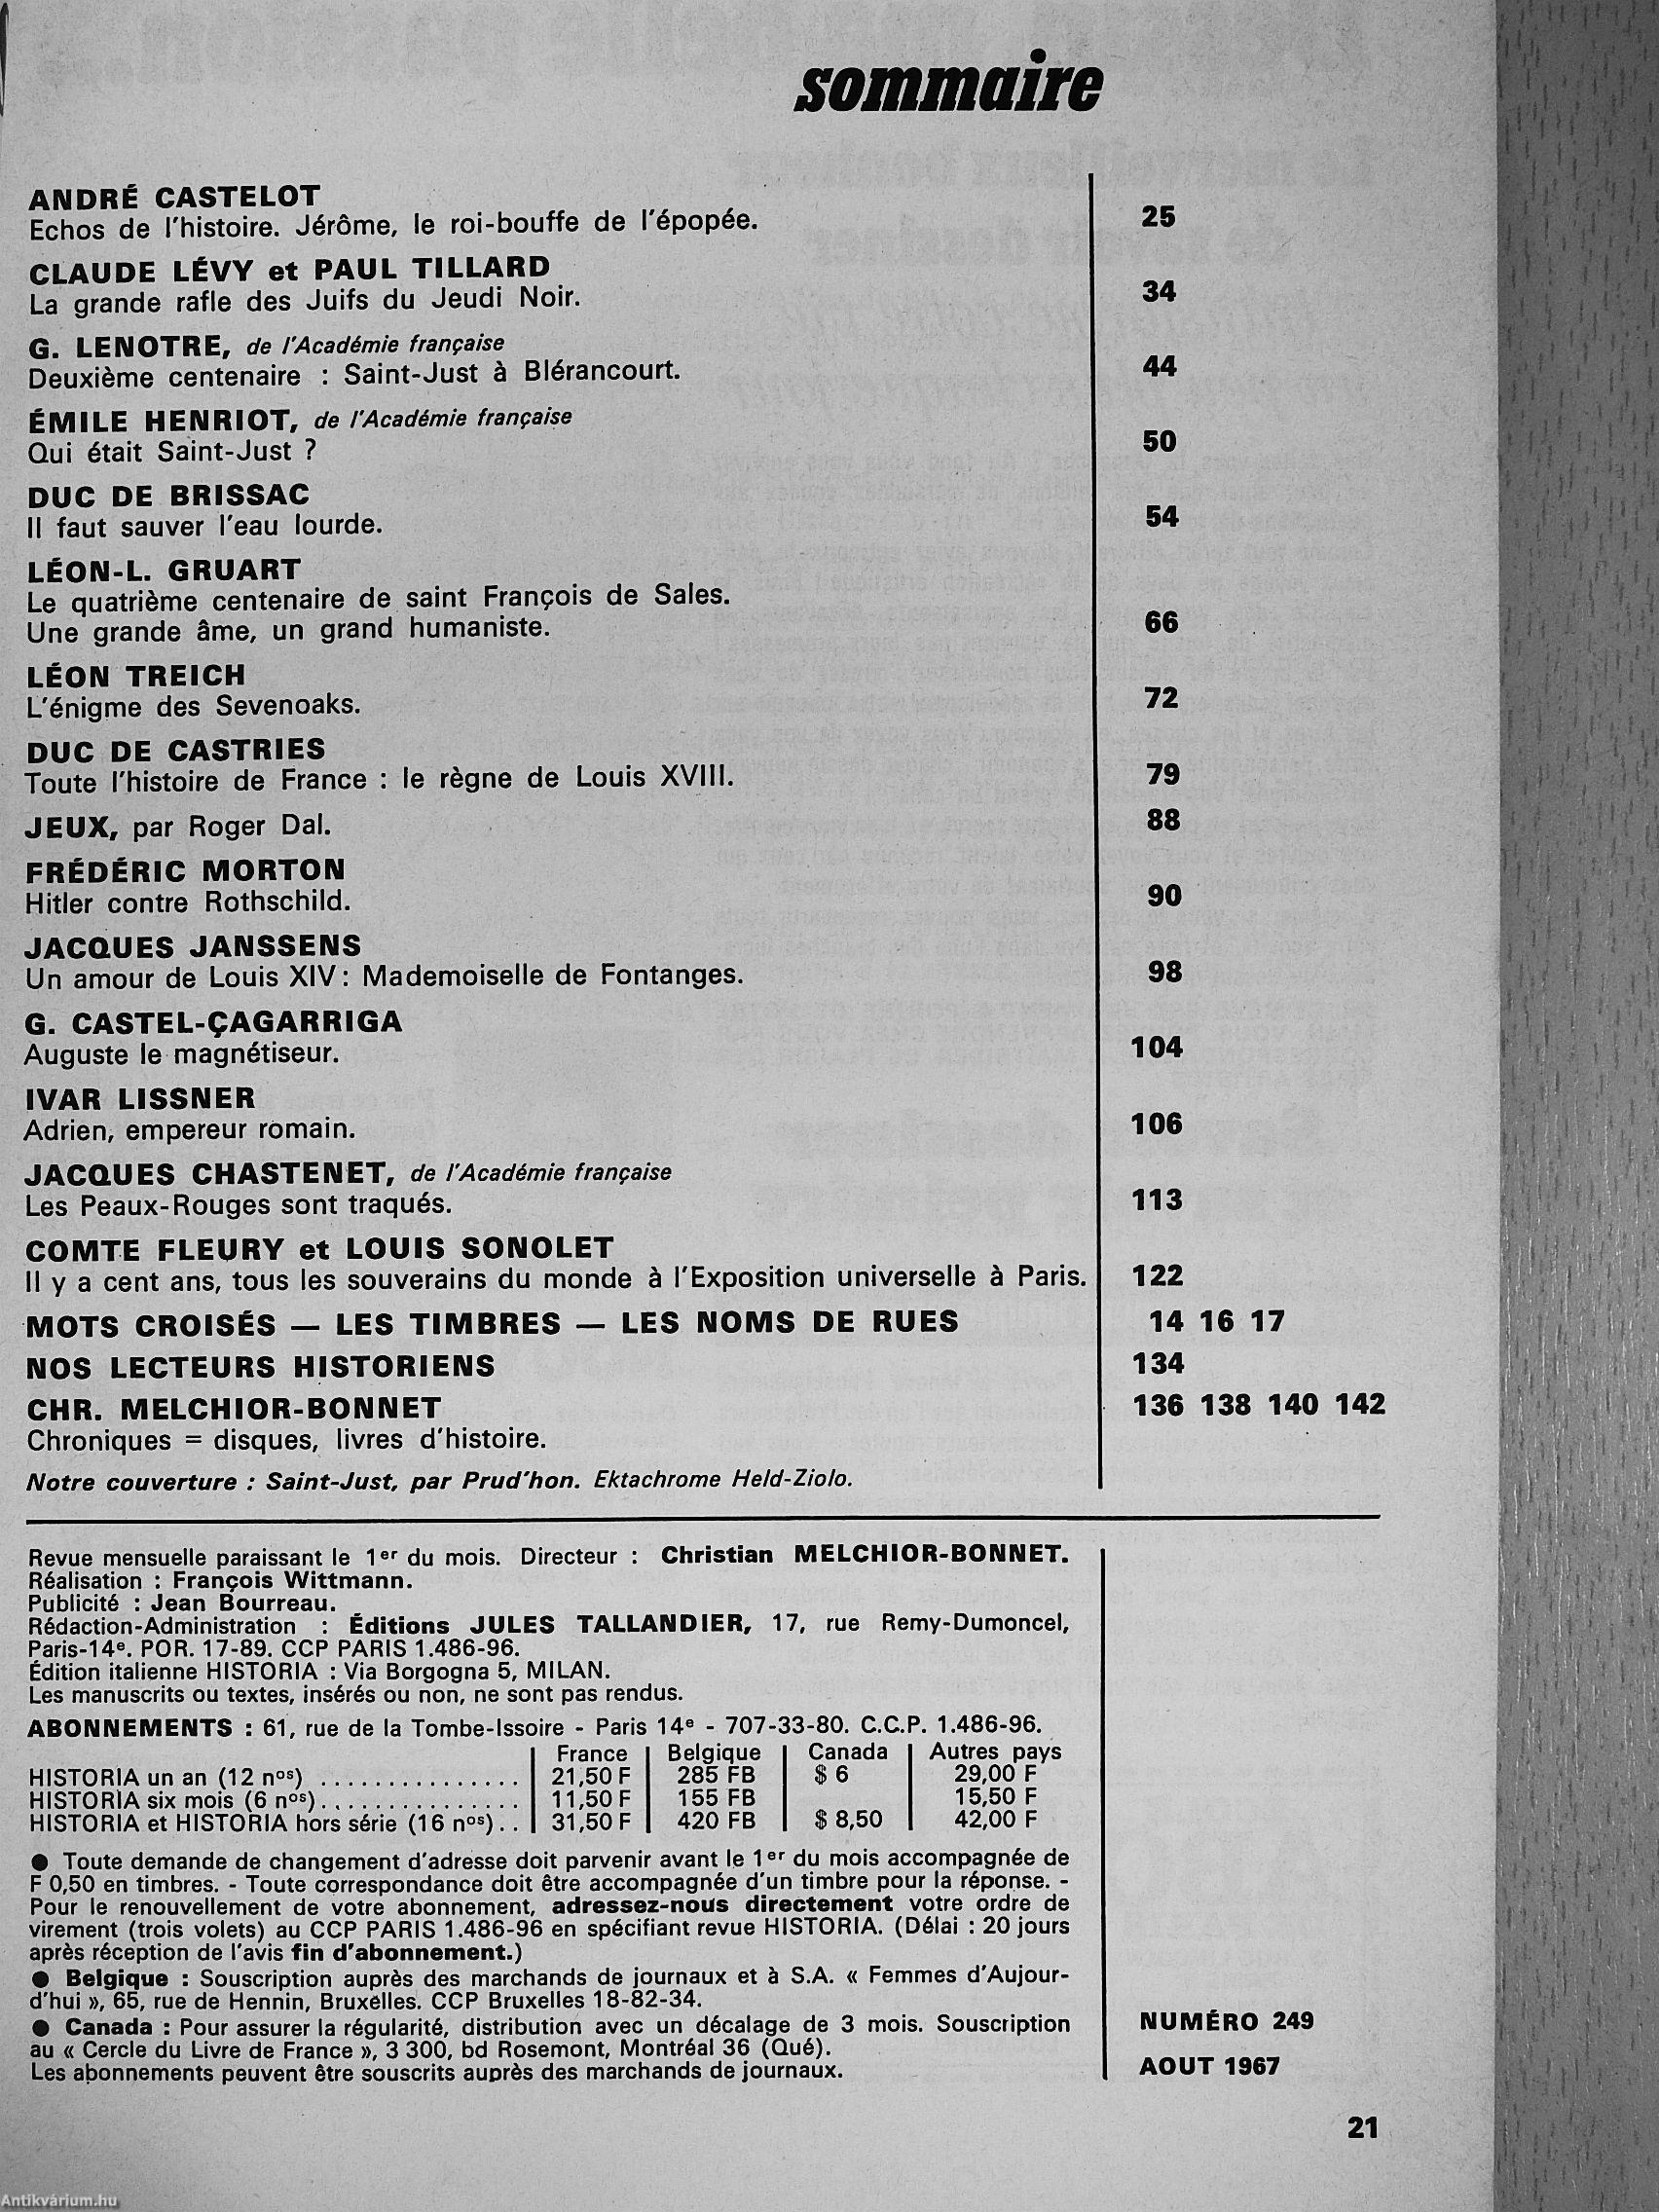 sommaire
ANDRÉ CASTELOT
Echos de l'histoire. Jérôme, le roi-bouffe de l'épopée. 25
CLAUDE LÉVY et PAUL TILLARD
La grande rafle des Juifs du Jeudi Noir. 34
G. LENOTRE, de l'Académie française
Deuxième centenaire : Saint-Just à Blérancourt. 44
ÉMILE HENRIOT, de l'Académie française
Qui était Saint-Just ? 50
DUC DE BRISSAC
Il faut sauver l'eau lourde. 54
LÉON-L. GRUART
Le quatrième centenaire de saint François de Sales.
Une grande âme, un grand humaniste. 66
LÉON TREICH
L'énigme des Sevenoaks. 72
DUC DE CASTRIES
Toute l'histoire de France : le règne de Louis XVIII. 79
JEUX, par Roger Dal. 88
FRÉDÉRIC MORTON
Hitler contre Rothschild. 90
JACQUES JANSSENS
Un amour de Louis XIV : Mademoiselle de Fontanges. 98
G. CASTEL-ÇAGARRIGA
Auguste le magnétiseur. 104
IVAR LISSNER
Adrien, empereur romain. 106
JACQUES CHASTENET, de l'Académie française
Les Peaux-Rouges sont traqués. 113
COMTE FLEURY et LOUIS SONOLET
Il y a cent ans, tous les souverains du monde à l'Exposition universelle à Paris. 122
MOTS CROISÉS — LES TIMBRES — LES NOMS DE RUES 14 16 17
NOS LECTEURS HISTORIENS 134
CHR. MELCHIOR-BONNET 136 138 140 142
Chroniques = disques, livres d'histoire.
Notre couverture : Saint-Just, par Prud'hon. Ektachrome Held-Ziolo.
Revue mensuelle paraissant le 1er du mois. Directeur : Christian MELCHIOR-BONNET.
Réalisation : François Wittmann.
Publicité : Jean Bourreau.
Rédaction-Administration : Éditions JULES TALLANDIER, 17, rue Remy-Dumoncel,
Paris-14e. POR. 17-89. CCP PARIS 1.486-96.
Édition italienne HISTORIA : Via Borgogna 5, MILAN.
Les manuscrits ou textes, insérés ou non, ne sont pas rendus.
ABONNEMENTS : 61, rue de la Tombe-Issoire - Paris 14e - 707-33-80. C.C.P. 1.486-96.
France Belgique Canada Autres pays
HISTORIA un an (12 nos) ............... 21,50 F 285 FB $ 6 29,00 F
HISTORIA six mois (6 nos)............... 11,50 F 155 FB 15,50 F
HISTORIA et HISTORIA hors série (16 nos).. 31,50 F 420 FB $ 8,50 42,00 F
● Toute demande de changement d'adresse doit parvenir avant le 1er du mois accompagnée de
F 0,50 en timbres. - Toute correspondance doit être accompagnée d'un timbre pour la réponse. -
Pour le renouvellement de votre abonnement, adressez-nous directement votre ordre de
virement (trois volets) au CCP PARIS 1.486-96 en spécifiant revue HISTORIA. (Délai : 20 jours
après réception de l'avis fin d'abonnement.)
● Belgique : Souscription auprès des marchands de journaux et à S.A. « Femmes d'Aujour-
d'hui », 65, rue de Hennin, Bruxelles. CCP Bruxelles 18-82-34.
● Canada : Pour assurer la régularité, distribution avec un décalage de 3 mois. Souscription
au « Cercle du Livre de France », 3 300, bd Rosemont, Montréal 36 (Qué).
Les abonnements peuvent être souscrits auprès des marchands de journaux.
NUMÉRO 249
AOUT 1967
21
Antikvárium.hu